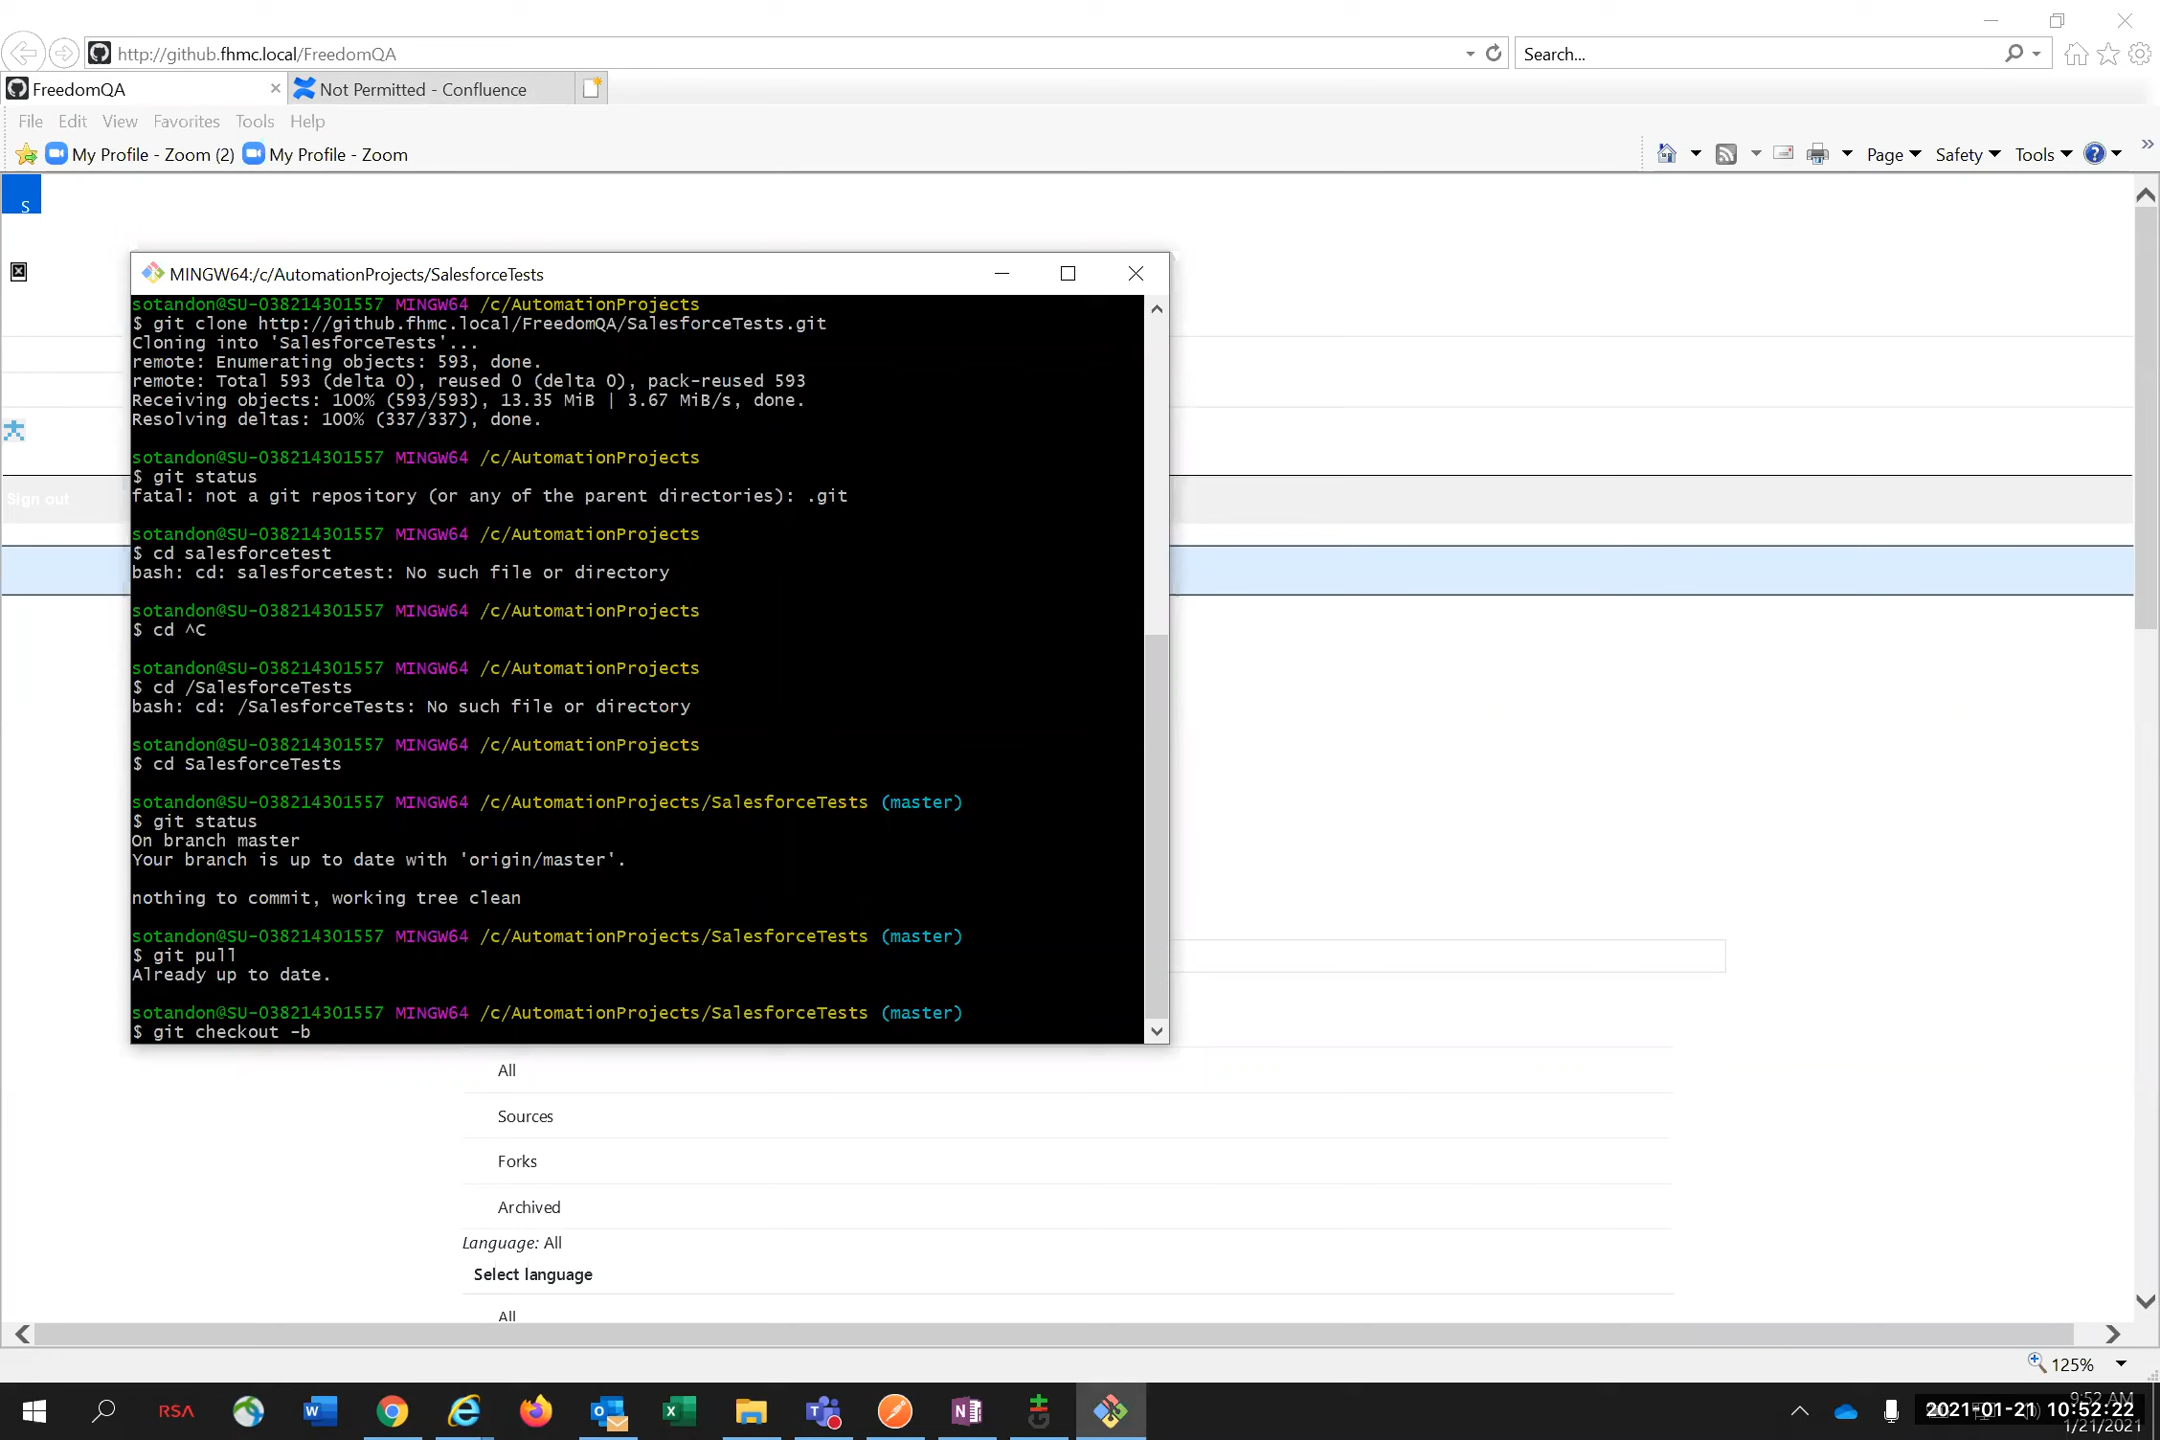 http://github.fhmc.local/FreedomQA
Search...
FreedomQA
Not Permitted - Confluence
File Edit View Favorites Tools Help
My Profile - Zoom (2) My Profile - Zoom
Page Safety Tools
S
MINGW64:/c/AutomationProjects/SalesforceTests
sotandon@SU-038214301557 MINGW64 /c/AutomationProjects
$ git clone http://github.fhmc.local/FreedomQA/SalesforceTests.git
Cloning into 'SalesforceTests'...
remote: Enumerating objects: 593, done.
remote: Total 593 (delta 0), reused 0 (delta 0), pack-reused 593
Receiving objects: 100% (593/593), 13.35 MiB | 3.67 MiB/s, done.
Resolving deltas: 100% (337/337), done.
sotandon@SU-038214301557 MINGW64 /c/AutomationProjects
$ git status
fatal: not a git repository (or any of the parent directories): .git
Sign out
sotandon@SU-038214301557 MINGW64 /c/AutomationProjects
$ cd salesforcetest
bash: cd: salesforcetest: No such file or directory
sotandon@SU-038214301557 MINGW64 /c/AutomationProjects
$ cd ^C
sotandon@SU-038214301557 MINGW64 /c/AutomationProjects
$ cd /SalesforceTests
bash: cd: /SalesforceTests: No such file or directory
sotandon@SU-038214301557 MINGW64 /c/AutomationProjects
$ cd SalesforceTests
sotandon@SU-038214301557 MINGW64 /c/AutomationProjects/SalesforceTests (master)
$ git status
On branch master
Your branch is up to date with 'origin/master'.
nothing to commit, working tree clean
sotandon@SU-038214301557 MINGW64 /c/AutomationProjects/SalesforceTests (master)
$ git pull
Already up to date.
sotandon@SU-038214301557 MINGW64 /c/AutomationProjects/SalesforceTests (master)
$ git checkout -b
All
Sources
Forks
Archived
Language: All
Select language
All
125%
RSA
9:52 AM
2021-01-21 10:52:22
1/21/2021